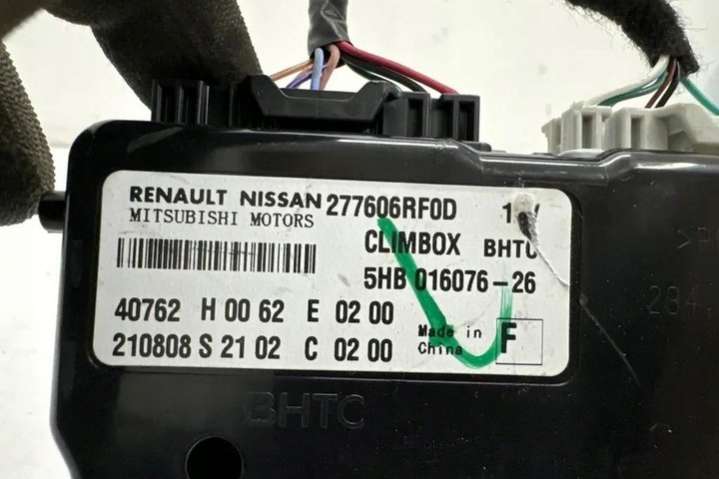 RENAULT NISSAN 277606RF0D
MITSUBISHI MOTORS
CLIMBOX BHTC
5HB 016076-26
40762 H 00 62 E 02 00
210808 S 21 02 C 02 00
Made in
China
F
BHTC